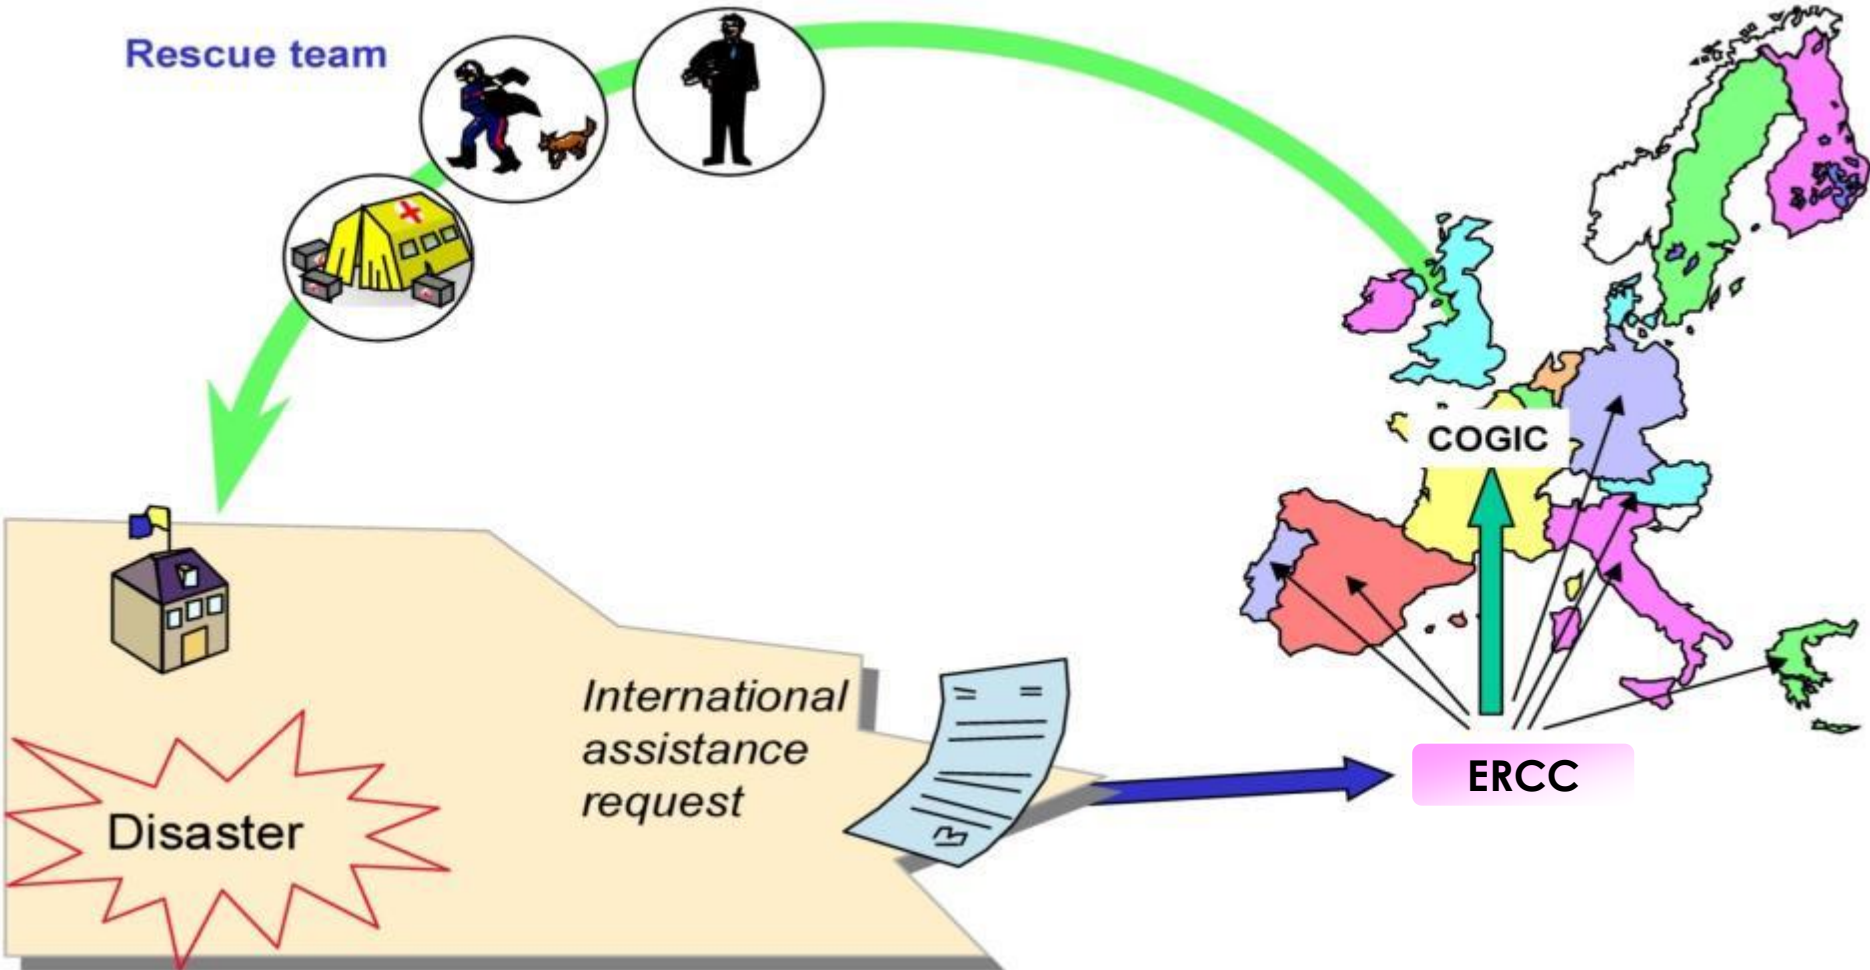 Rescue team
COGIC
International
assistance
request
ERCC
Disaster